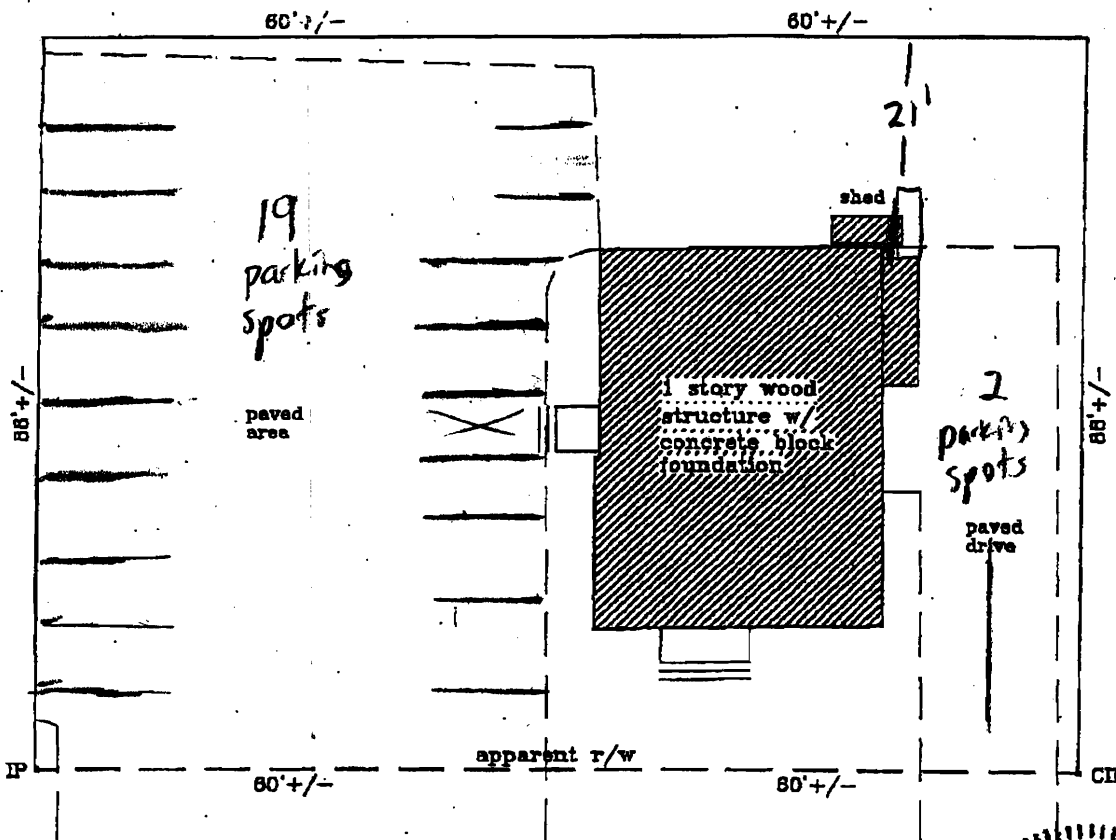 60'+/-
60'+/-
21'
shed
19
parking
spots
88'+/-
paved
area
1 story wood
structure w/
concrete block
foundation
2
parking
spots
88'+/-
paved
drive
apparent r/w
IP
60'+/-
60'+/-